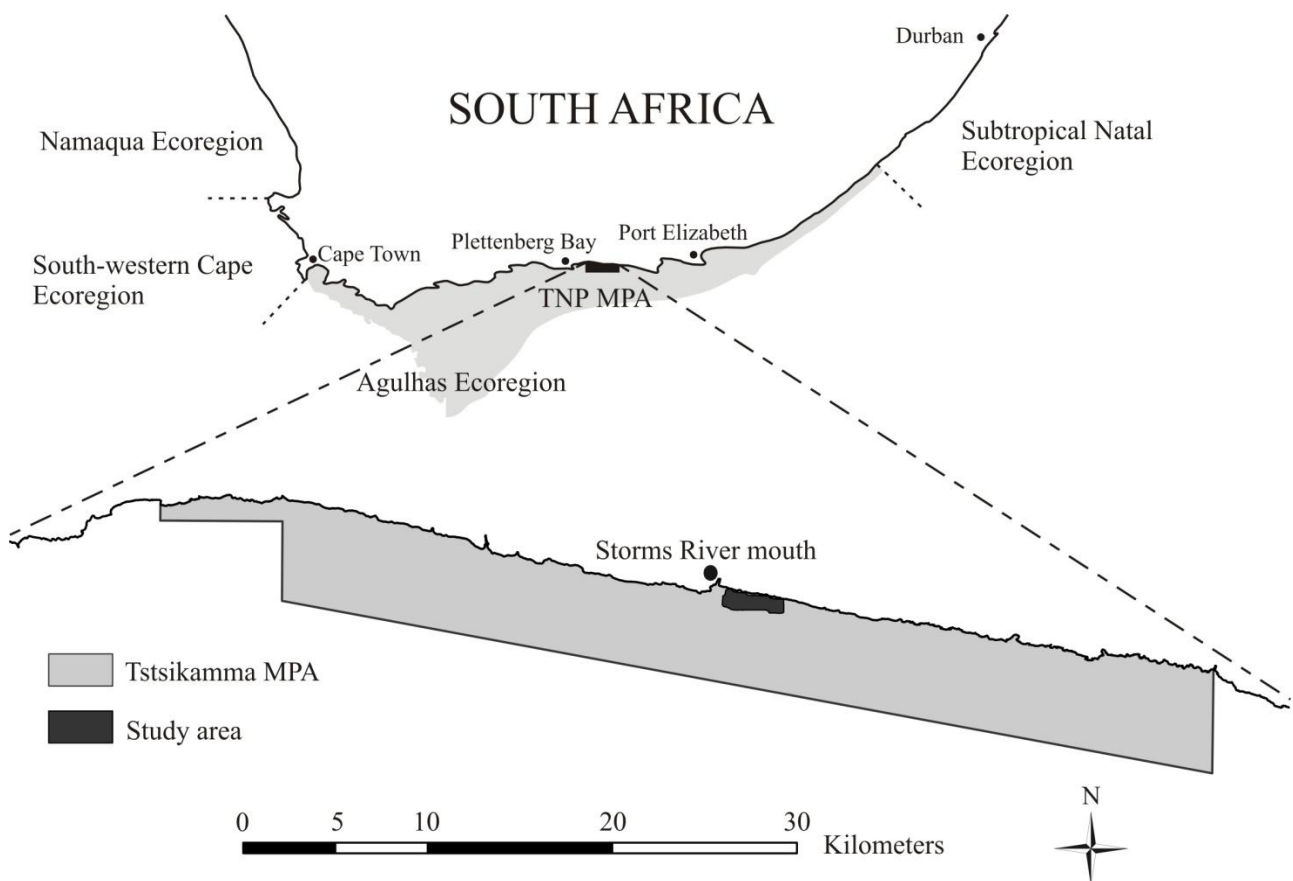 Durban
SOUTH AFRICA
Namaqua Ecoregion
Subtropical Natal
Ecoregion
Port Elizabeth
Plettenberg Bay
Cape Town
South-western Cape
Ecoregion
TNP MPA
Agulhas Ecoregion
Storms River mouth
Tstsikamma MPA
Study area
N
0 5 10 20 30
Kilometers